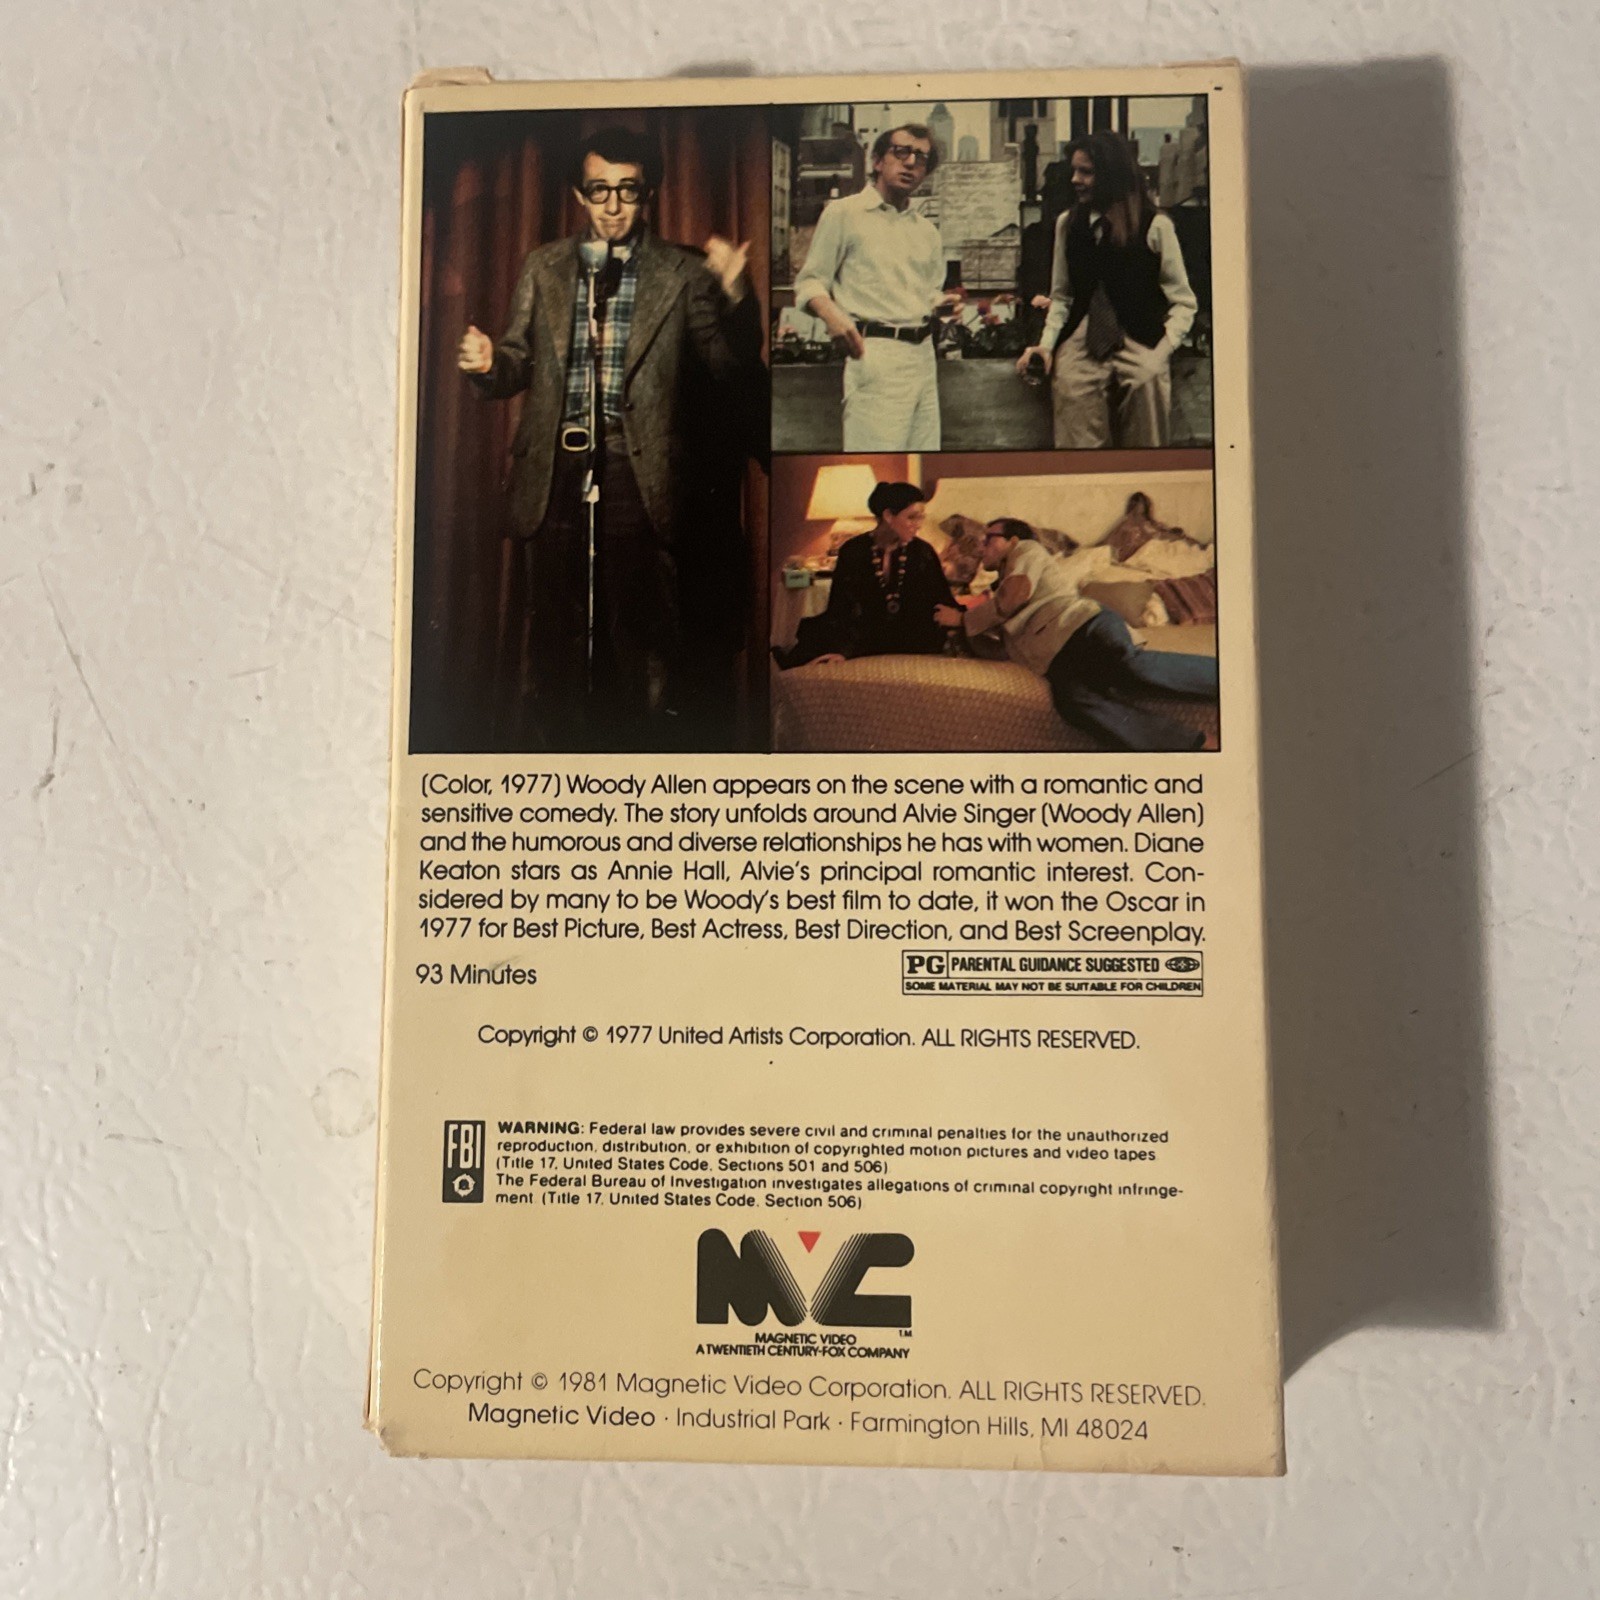 (Color, 1977) Woody Allen appears on the scene with a romantic and
sensitive comedy. The story unfolds around Alvie Singer (Woody Allen)
and the humorous and diverse relationships he has with women. Diane
Keaton stars as Annie Hall, Alvie's principal romantic interest. Con-
sidered by many to be Woody's best film to date, it won the Oscar in
1977 for Best Picture, Best Actress, Best Direction, and Best Screenplay.
93 Minutes
PG PARENTAL GUIDANCE SUGGESTED
SOME MATERIAL MAY NOT BE SUITABLE FOR CHILDREN
Copyright © 1977 United Artists Corporation. ALL RIGHTS RESERVED.
FBI
WARNING: Federal law provides severe civil and criminal penalties for the unauthorized
reproduction, distribution, or exhibition of copyrighted motion pictures and video tapes
(Title 17, United States Code, Sections 501 and 506)
The Federal Bureau of Investigation investigates allegations of criminal copyright infringe-
ment (Title 17, United States Code, Section 506)
MVC
TM
MAGNETIC VIDEO
A TWENTIETH CENTURY-FOX COMPANY
Copyright © 1981 Magnetic Video Corporation. ALL RIGHTS RESERVED.
Magnetic Video · Industrial Park · Farmington Hills, MI 48024